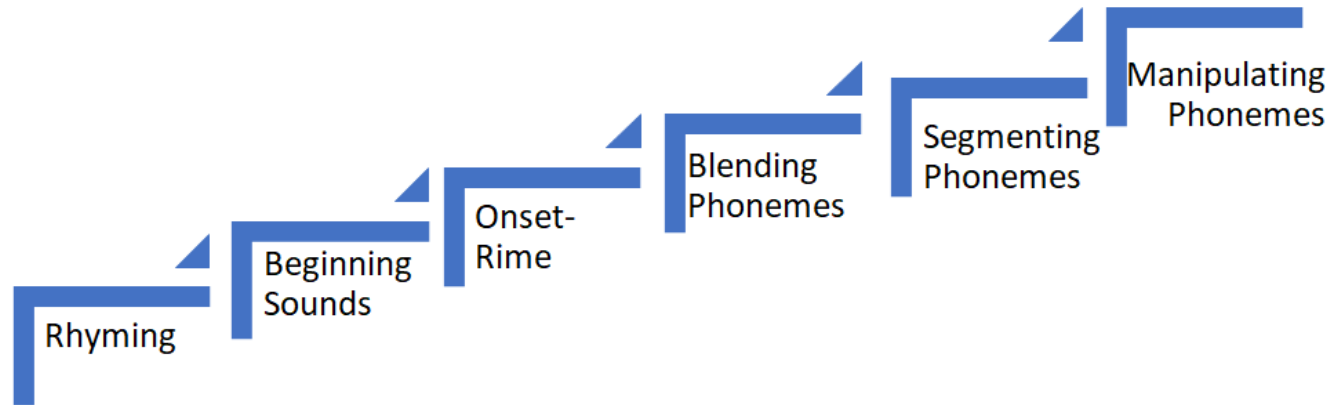 Rhyming
Beginning
Sounds
Onset-
Rime
Blending
Phonemes
Segmenting
Phonemes
Manipulating
Phonemes